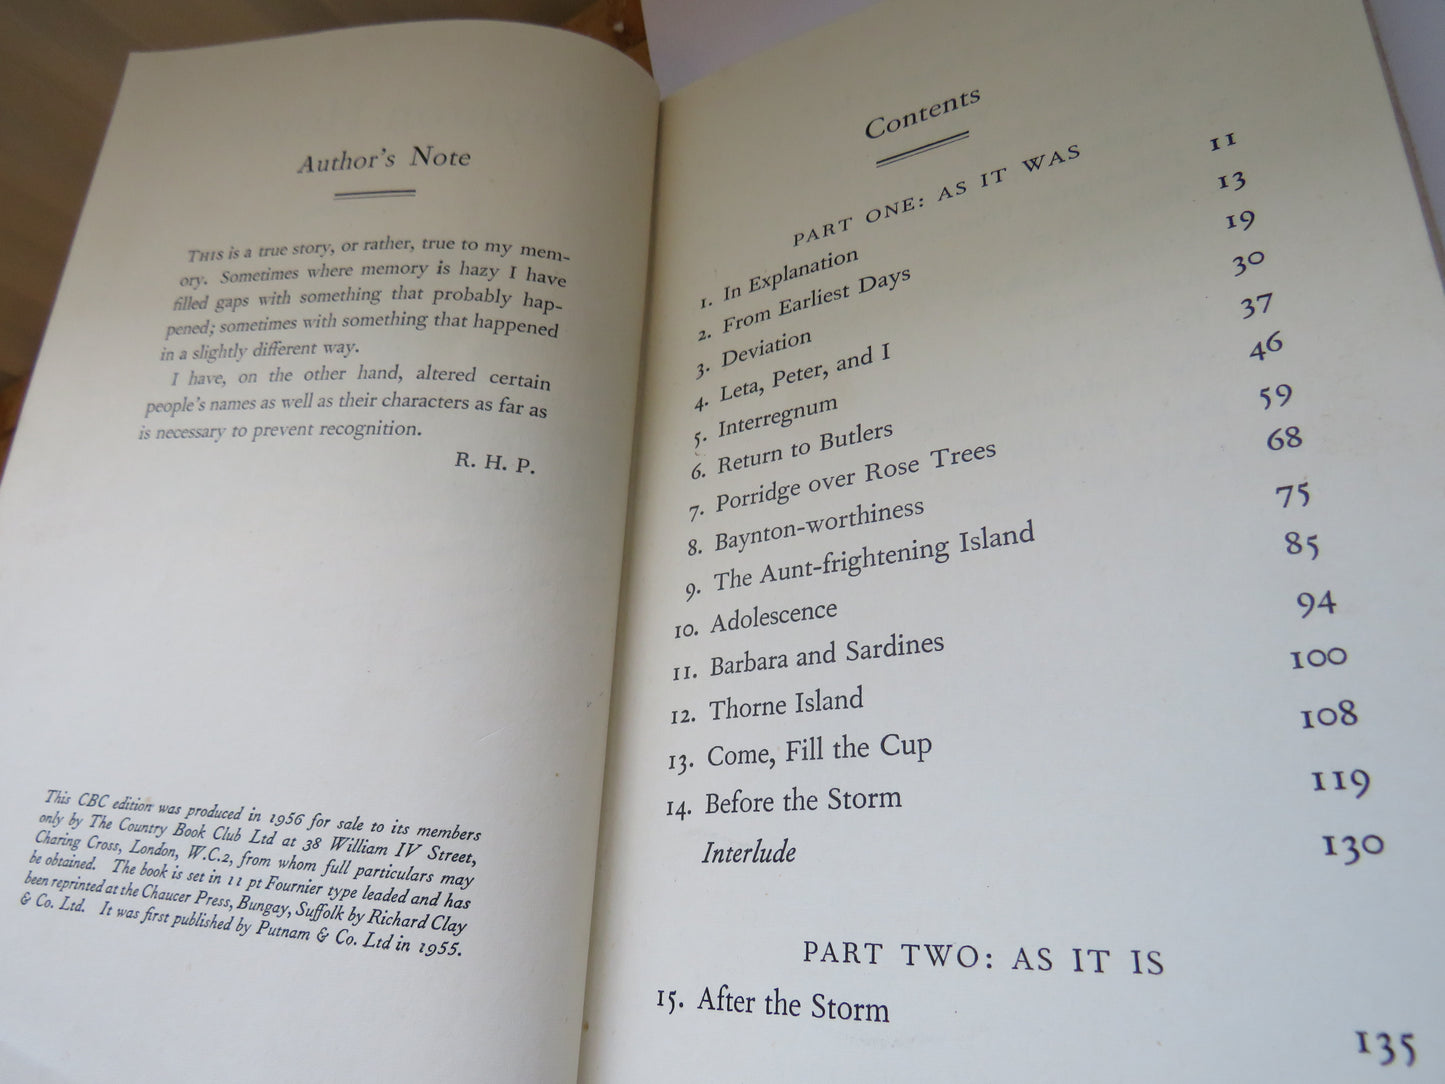 Author's Note
THIS is a true story, or rather, true to my mem-
ory. Sometimes where memory is hazy I have
filled gaps with something that probably hap-
pened; sometimes with something that happened
in a slightly different way.
I have, on the other hand, altered certain
people's names as well as their characters as far as
is necessary to prevent recognition.
R. H. P.
This CBC edition was produced in 1956 for sale to its members
only by The Country Book Club Ltd at 38 William IV Street,
Charing Cross, London, W.C.2, from whom full particulars may
be obtained. The book is set in 11 pt Fournier type leaded and has
been reprinted at the Chaucer Press, Bungay, Suffolk by Richard Clay
& Co. Ltd. It was first published by Putnam & Co. Ltd in 1955.
Contents
PART ONE: AS IT WAS
1. In Explanation 11
2. From Earliest Days 13
3. Deviation 19
4. Leta, Peter, and I 30
5. Interregnum 37
6. Return to Butlers 46
7. Porridge over Rose Trees 59
8. Baynton-worthiness 68
9. The Aunt-frightening Island 75
10. Adolescence 85
11. Barbara and Sardines 94
12. Thorne Island 100
13. Come, Fill the Cup 108
14. Before the Storm 119
Interlude 130
PART TWO: AS IT IS
15. After the Storm 135